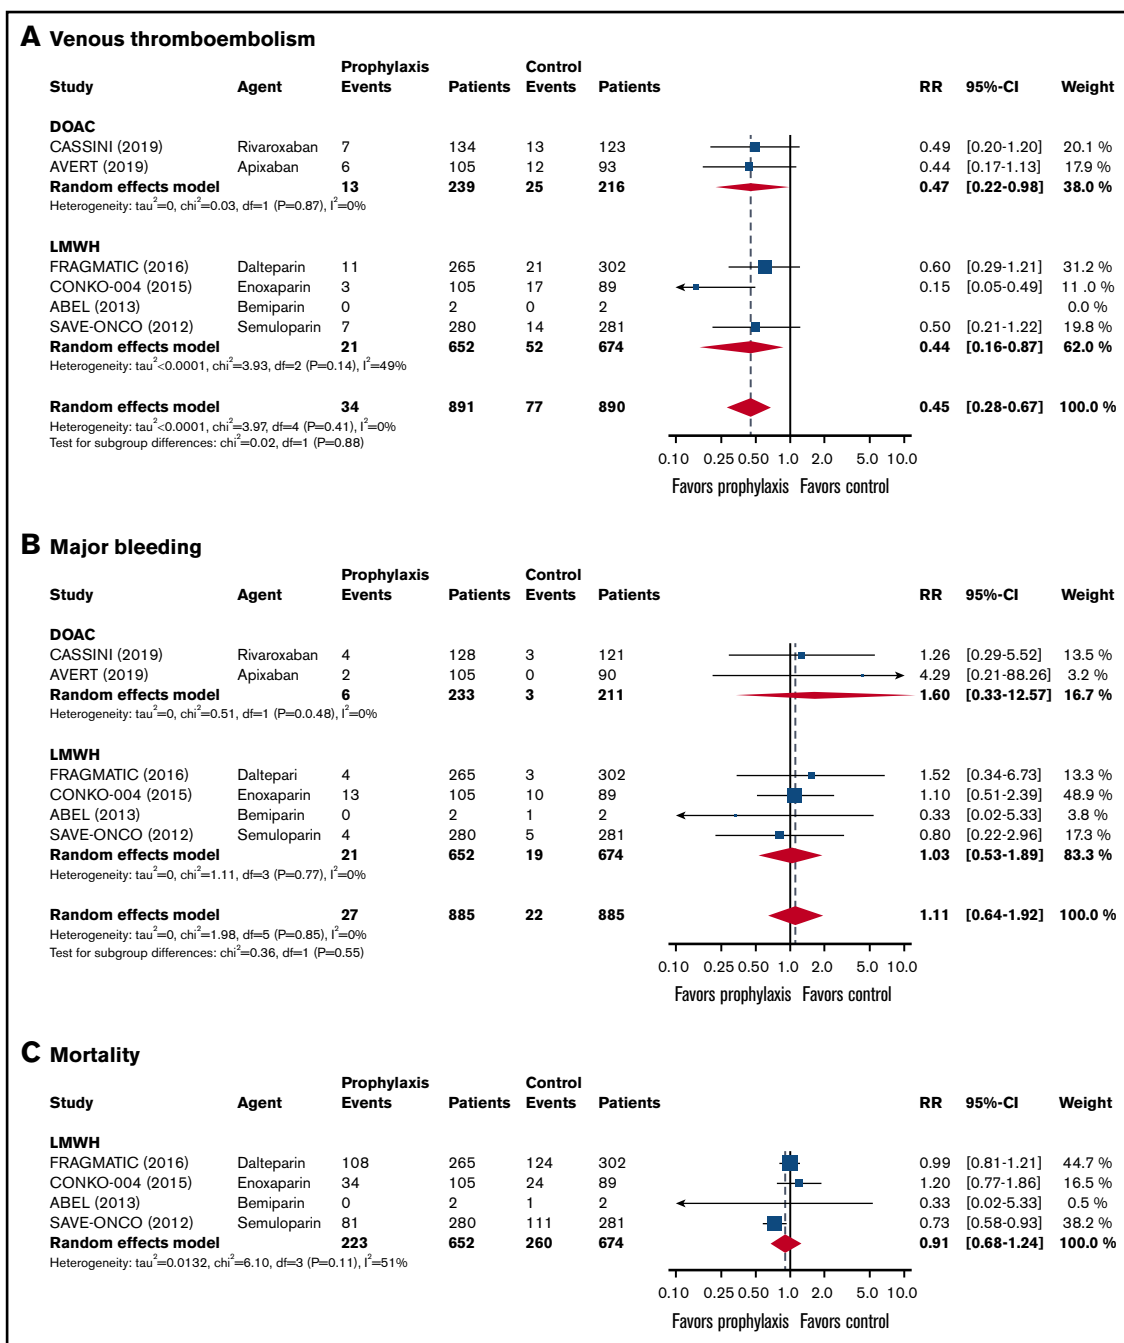 A Venous thromboembolism
Prophylaxis Control
Study Agent Events Patients Events Patients RR 95%-CI Weight
DOAC
CASSINI (2019) Rivaroxaban 7 134 13 123 0.49 [0.20-1.20] 20.1 %
AVERT (2019) Apixaban 6 105 12 93 0.44 [0.17-1.13] 17.9 %
Random effects model 13 239 25 216 0.47 [0.22-0.98] 38.0 %
Heterogeneity: tau²=0, chi²=0.03, df=1 (P=0.87), I²=0%
LMWH
FRAGMATIC (2016) Dalteparin 11 265 21 302 0.60 [0.29-1.21] 31.2 %
CONKO-004 (2015) Enoxaparin 3 105 17 89 0.15 [0.05-0.49] 11 .0 %
ABEL (2013) Bemiparin 0 2 0 2 0.0 %
SAVE-ONCO (2012) Semuloparin 7 280 14 281 0.50 [0.21-1.22] 19.8 %
Random effects model 21 652 52 674 0.44 [0.16-0.87] 62.0 %
Heterogeneity: tau²<0.0001, chi²=3.93, df=2 (P=0.14), I²=49%
Random effects model 34 891 77 890 0.45 [0.28-0.67] 100.0 %
Heterogeneity: tau²<0.0001, chi²=3.97, df=4 (P=0.41), I²=0%
Test for subgroup differences: chi²=0.02, df=1 (P=0.88)
0.10 0.25 0.50 1.0 2.0 5.0 10.0
Favors prophylaxis Favors control
B Major bleeding
Prophylaxis Control
Study Agent Events Patients Events Patients RR 95%-CI Weight
DOAC
CASSINI (2019) Rivaroxaban 4 128 3 121 1.26 [0.29-5.52] 13.5 %
AVERT (2019) Apixaban 2 105 0 90 4.29 [0.21-88.26] 3.2 %
Random effects model 6 233 3 211 1.60 [0.33-12.57] 16.7 %
Heterogeneity: tau²=0, chi²=0.51, df=1 (P=0.0.48), I²=0%
LMWH
FRAGMATIC (2016) Daltepari 4 265 3 302 1.52 [0.34-6.73] 13.3 %
CONKO-004 (2015) Enoxaparin 13 105 10 89 1.10 [0.51-2.39] 48.9 %
ABEL (2013) Bemiparin 0 2 1 2 0.33 [0.02-5.33] 3.8 %
SAVE-ONCO (2012) Semuloparin 4 280 5 281 0.80 [0.22-2.96] 17.3 %
Random effects model 21 652 19 674 1.03 [0.53-1.89] 83.3 %
Heterogeneity: tau²=0, chi²=1.11, df=3 (P=0.77), I²=0%
Random effects model 27 885 22 885 1.11 [0.64-1.92] 100.0 %
Heterogeneity: tau²=0, chi²=1.98, df=5 (P=0.85), I²=0%
Test for subgroup differences: chi²=0.36, df=1 (P=0.55)
0.10 0.25 0.50 1.0 2.0 5.0 10.0
Favors prophylaxis Favors control
C Mortality
Prophylaxis Control
Study Agent Events Patients Events Patients RR 95%-CI Weight
LMWH
FRAGMATIC (2016) Dalteparin 108 265 124 302 0.99 [0.81-1.21] 44.7 %
CONKO-004 (2015) Enoxaparin 34 105 24 89 1.20 [0.77-1.86] 16.5 %
ABEL (2013) Bemiparin 0 2 1 2 0.33 [0.02-5.33] 0.5 %
SAVE-ONCO (2012) Semuloparin 81 280 111 281 0.73 [0.58-0.93] 38.2 %
Random effects model 223 652 260 674 0.91 [0.68-1.24] 100.0 %
Heterogeneity: tau²=0.0132, chi²=6.10, df=3 (P=0.11), I²=51%
0.10 0.25 0.50 1.0 2.0 5.0 10.0
Favors prophylaxis Favors control